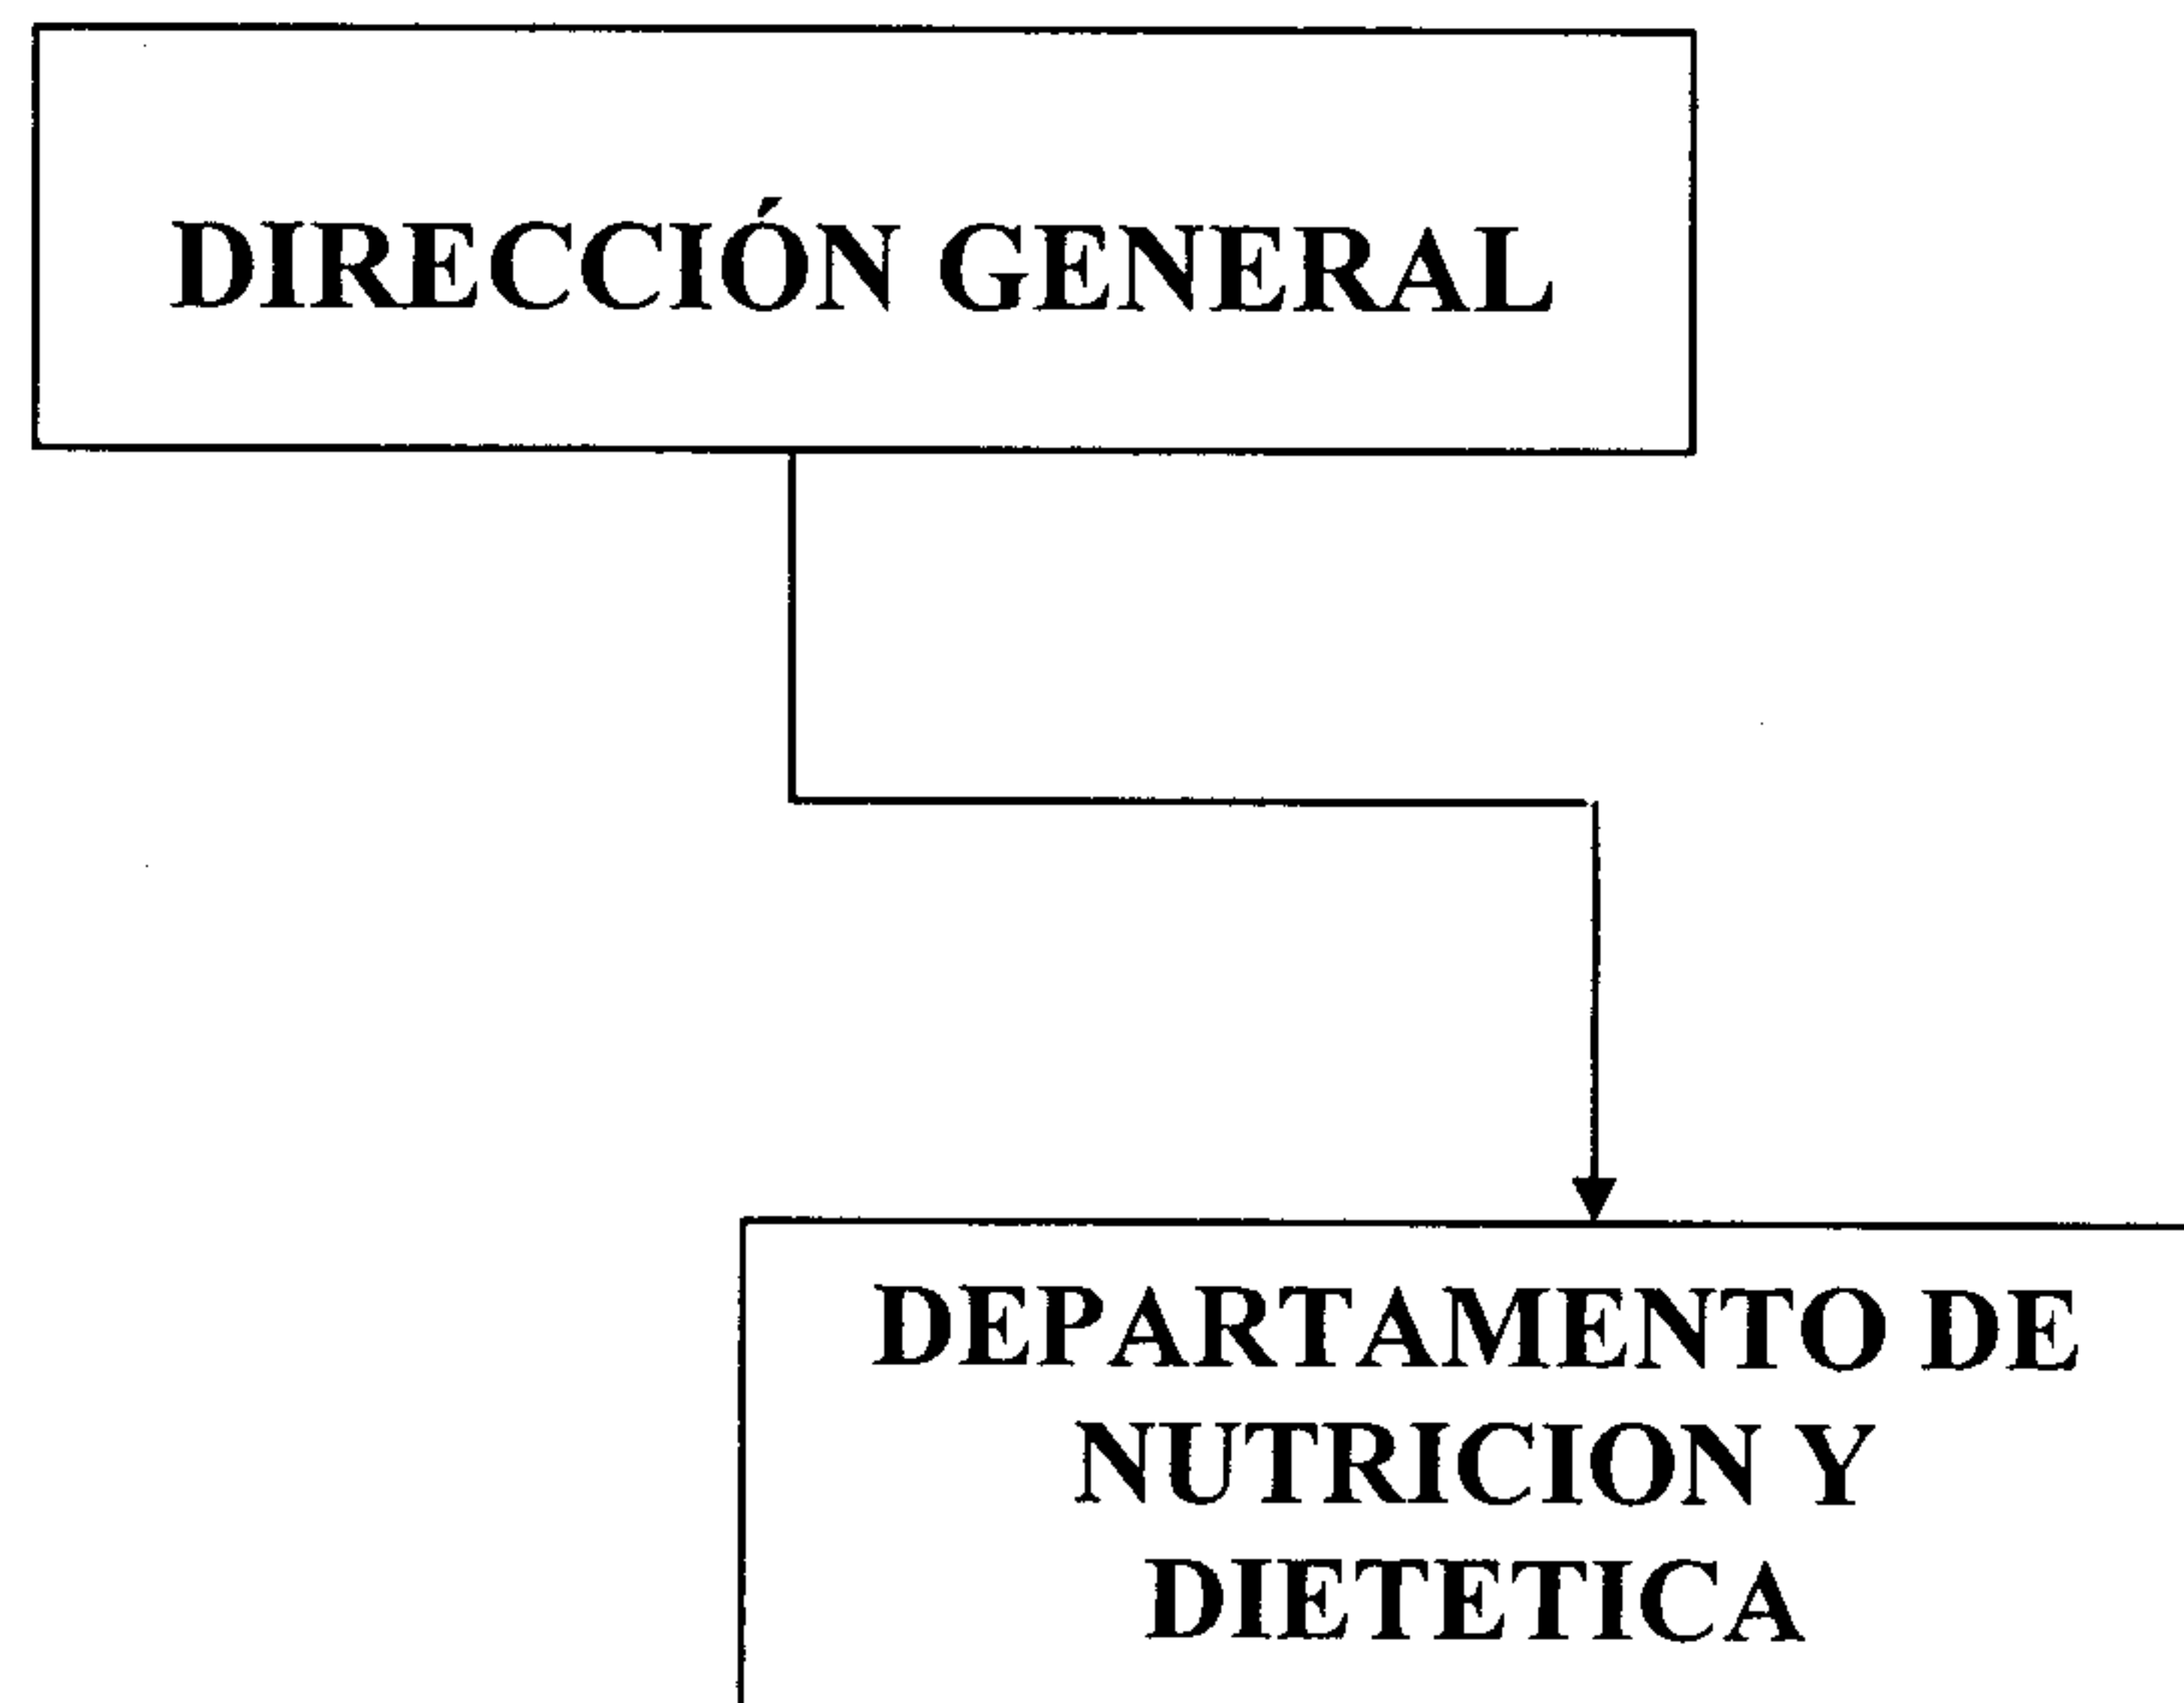 DIRECCIÓN GENERAL
DEPARTAMENTO DE
NUTRICION Y
DIETETICA